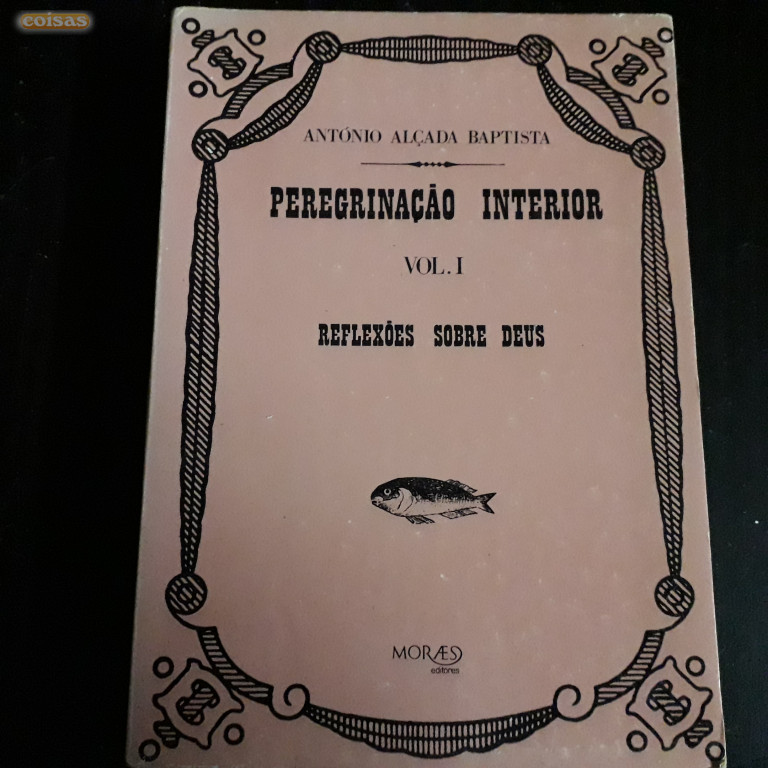 coisas
ANTÓNIO ALÇADA BAPTISTA
PEREGRINAÇÃO INTERIOR
VOL. I
REFLEXÕES SOBRE DEUS
MORÆS
editores